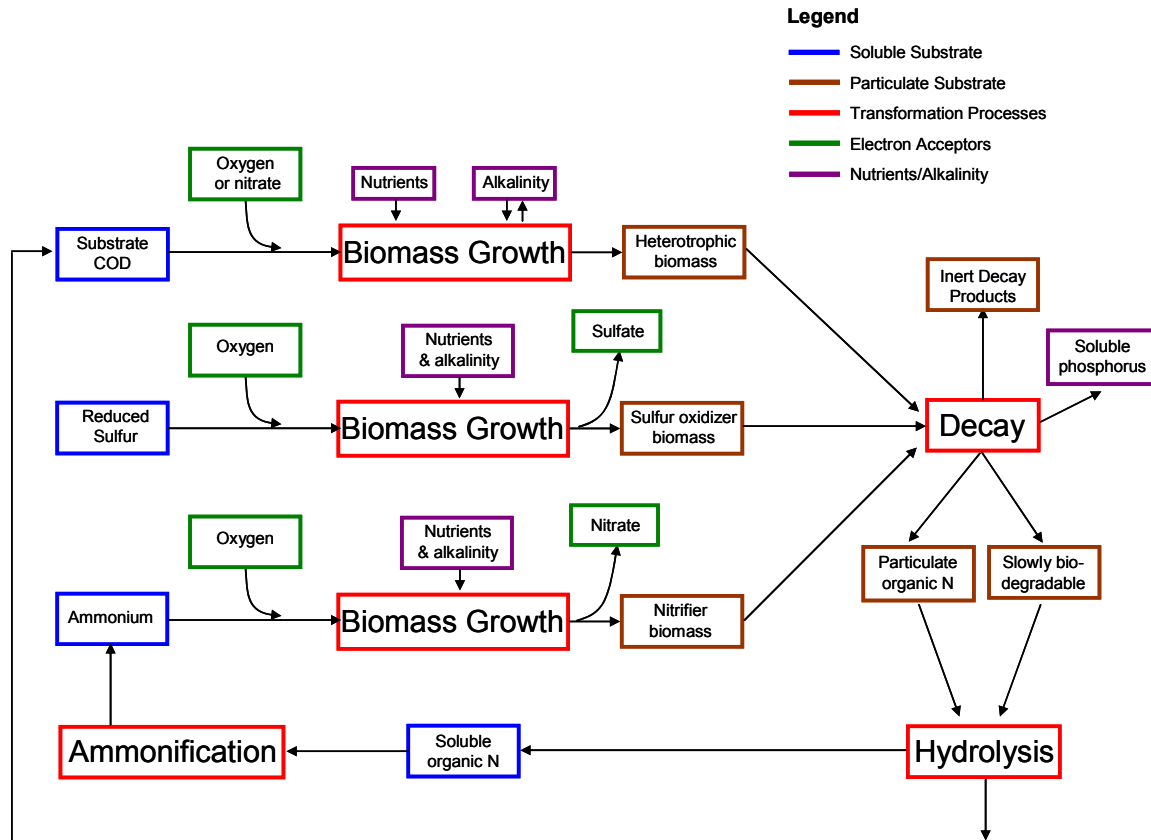 Legend
Soluble Substrate
Particulate Substrate
Transformation Processes
Electron Acceptors
Nutrients/Alkalinity
Oxygen
or nitrate
Nutrients
Alkalinity
Substrate
COD
Biomass Growth
Heterotrophic
biomass
Inert Decay
Products
Oxygen
Nutrients
& alkalinity
Sulfate
Soluble
phosphorus
Reduced
Sulfur
Biomass Growth
Sulfur oxidizer
biomass
Decay
Oxygen
Nutrients
& alkalinity
Nitrate
Particulate
organic N
Slowly bio-
degradable
Ammonium
Biomass Growth
Nitrifier
biomass
Ammonification
Soluble
organic N
Hydrolysis